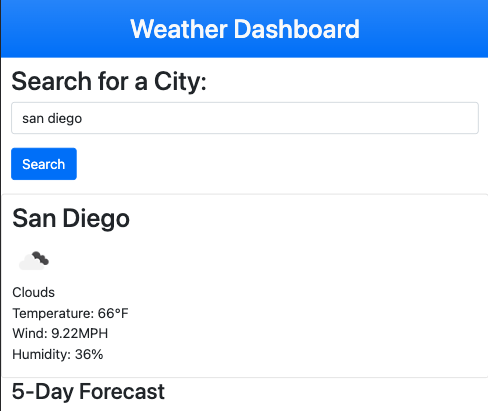 Weather Dashboard
Search for a City:
san diego
Search
San Diego
Clouds
Temperature: 66°F
Wind: 9.22MPH
Humidity: 36%
5-Day Forecast